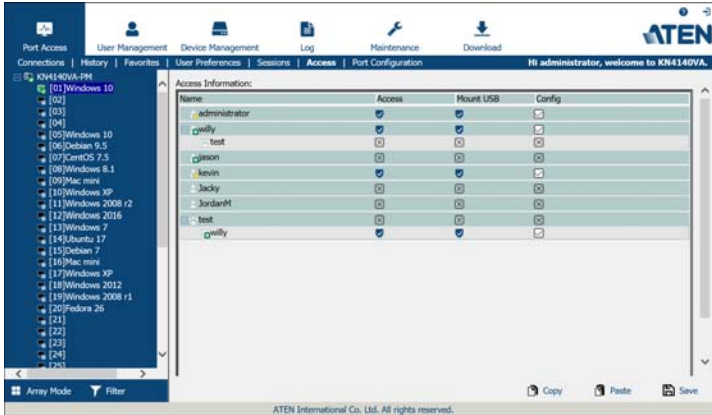 ATEN
Port Access
User Management
Device Management
Log
Maintenance
Download
Connections | History | Favorites | User Preferences | Sessions | Access | Port Configuration
Hi administrator, welcome to KN4140VA.
KN4140VA-PM
[01]Windows 10
[02]
[03]
[04]
[05]Windows 10
[06]Debian 9.5
[07]CentOS 7.5
[08]Windows 8.1
[09]Mac mini
[10]Windows XP
[11]Windows 2008 r2
[12]Windows 2016
[13]Windows 7
[14]Ubuntu 17
[15]Debian 7
[16]Mac mini
[17]Windows XP
[18]Windows 2012
[19]Windows 2008 r1
[20]Fedora 26
[21]
[22]
[23]
[24]
[25]
Array Mode
Filter
Access Information:
Name Access Mount USB Config
administrator
willy
test
jason
kevin
Jacky
JordanM
test
willy
Copy
Paste
Save
ATEN International Co. Ltd. All rights reserved.